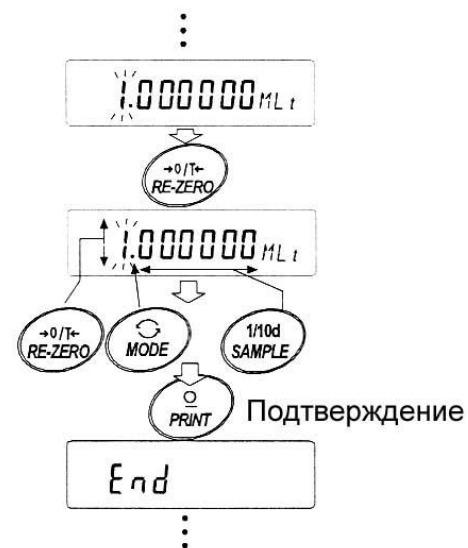 1.000000 MLt
→0/T←
RE-ZERO
1.000000 MLt
→0/T←
RE-ZERO
MODE
1/10d
SAMPLE
PRINT
Подтверждение
End